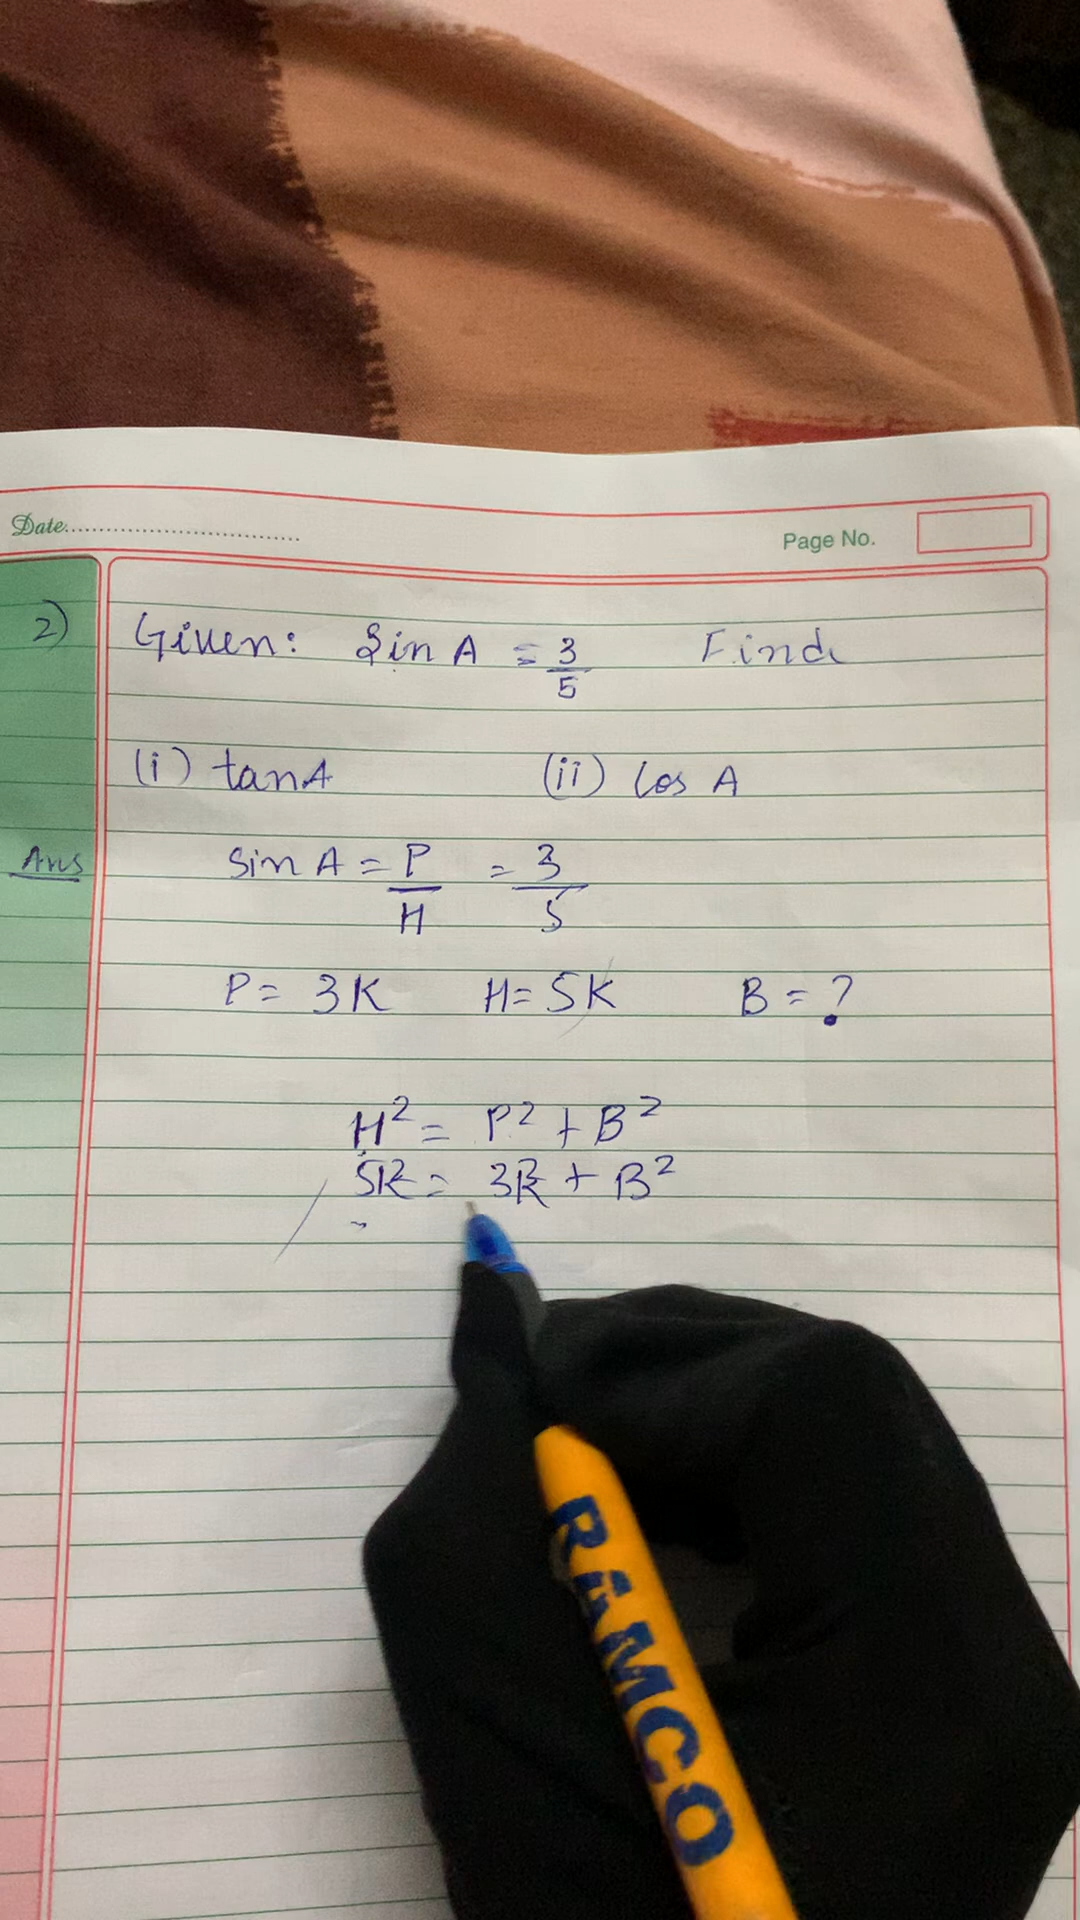 Date
Page No.
2) Given: Sin A = 3/5 Find
(i) tanA (ii) Cos A
Ans Sin A = P/H = 3/5
P = 3K H = 5K B = ?
H² = P² + B²
5K² = 3K² + B²
RAMCO